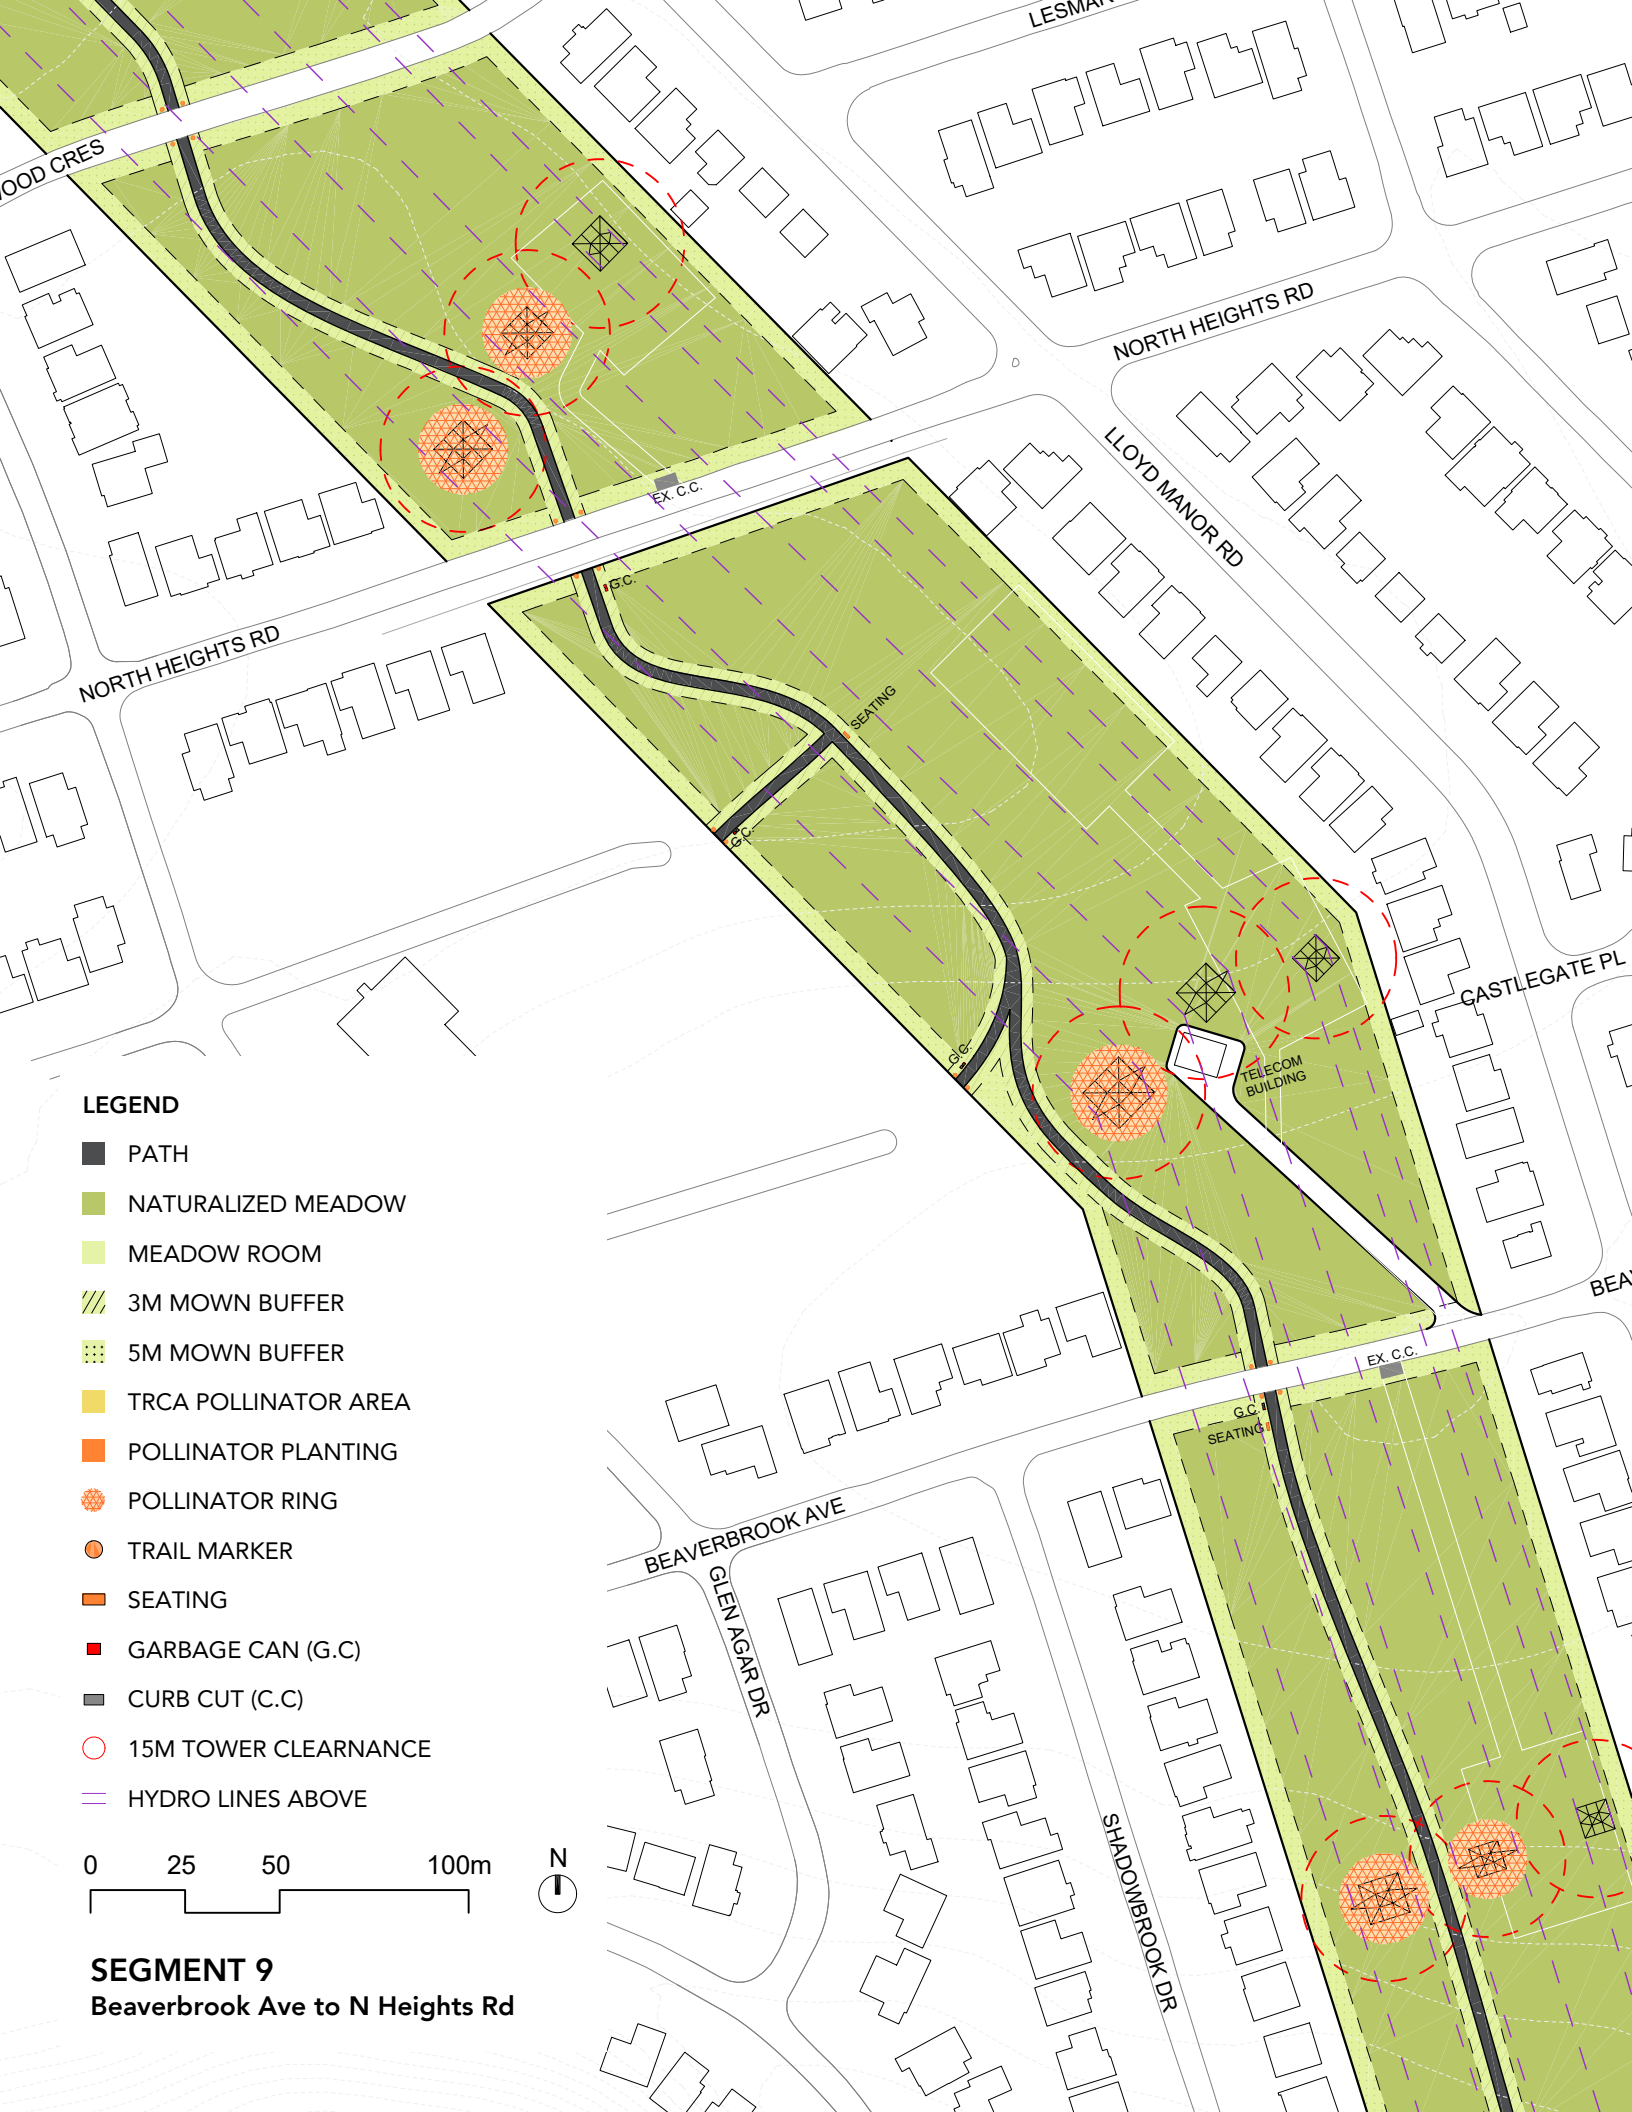 LESMAR
WOOD CRES
NORTH HEIGHTS RD
LLOYD MANOR RD
EX. C.C.
G.C.
NORTH HEIGHTS RD
SEATING
G.C.
CASTLEGATE PL
G.C.
TELECOM
BUILDING
BEA
EX. C.C.
G.C.
SEATING
BEAVERBROOK AVE
GLEN AGAR DR
SHADOWBROOK DR
LEGEND
PATH
NATURALIZED MEADOW
MEADOW ROOM
3M MOWN BUFFER
5M MOWN BUFFER
TRCA POLLINATOR AREA
POLLINATOR PLANTING
POLLINATOR RING
TRAIL MARKER
SEATING
GARBAGE CAN (G.C)
CURB CUT (C.C)
15M TOWER CLEARNANCE
HYDRO LINES ABOVE
0 25 50 100m
N
SEGMENT 9
Beaverbrook Ave to N Heights Rd